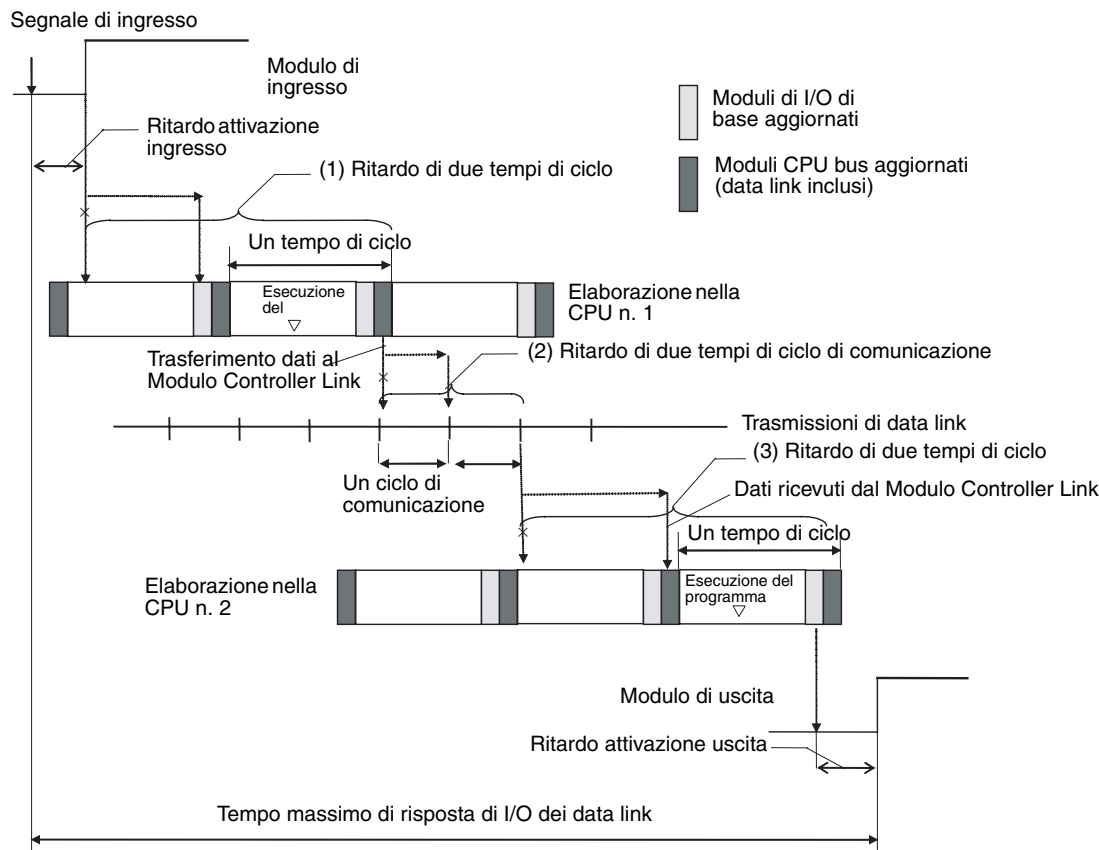 Segnale di ingresso
Modulo di
ingresso
Moduli di I/O di
base aggiornati
Ritardo attivazione
ingresso
Moduli CPU bus aggiornati
(data link inclusi)
(1) Ritardo di due tempi di ciclo
Un tempo di ciclo
Esecuzione
del
Elaborazione nella
CPU n. 1
Trasferimento dati al
Modulo Controller Link
(2) Ritardo di due tempi di ciclo di comunicazione
Trasmissioni di data link
(3) Ritardo di due tempi di ciclo
Un ciclo di
comunicazione
Dati ricevuti dal Modulo Controller Link
Un tempo di ciclo
Elaborazione nella
CPU n. 2
Esecuzione del
programma
Modulo di uscita
Ritardo attivazione uscita
Tempo massimo di risposta di I/O dei data link